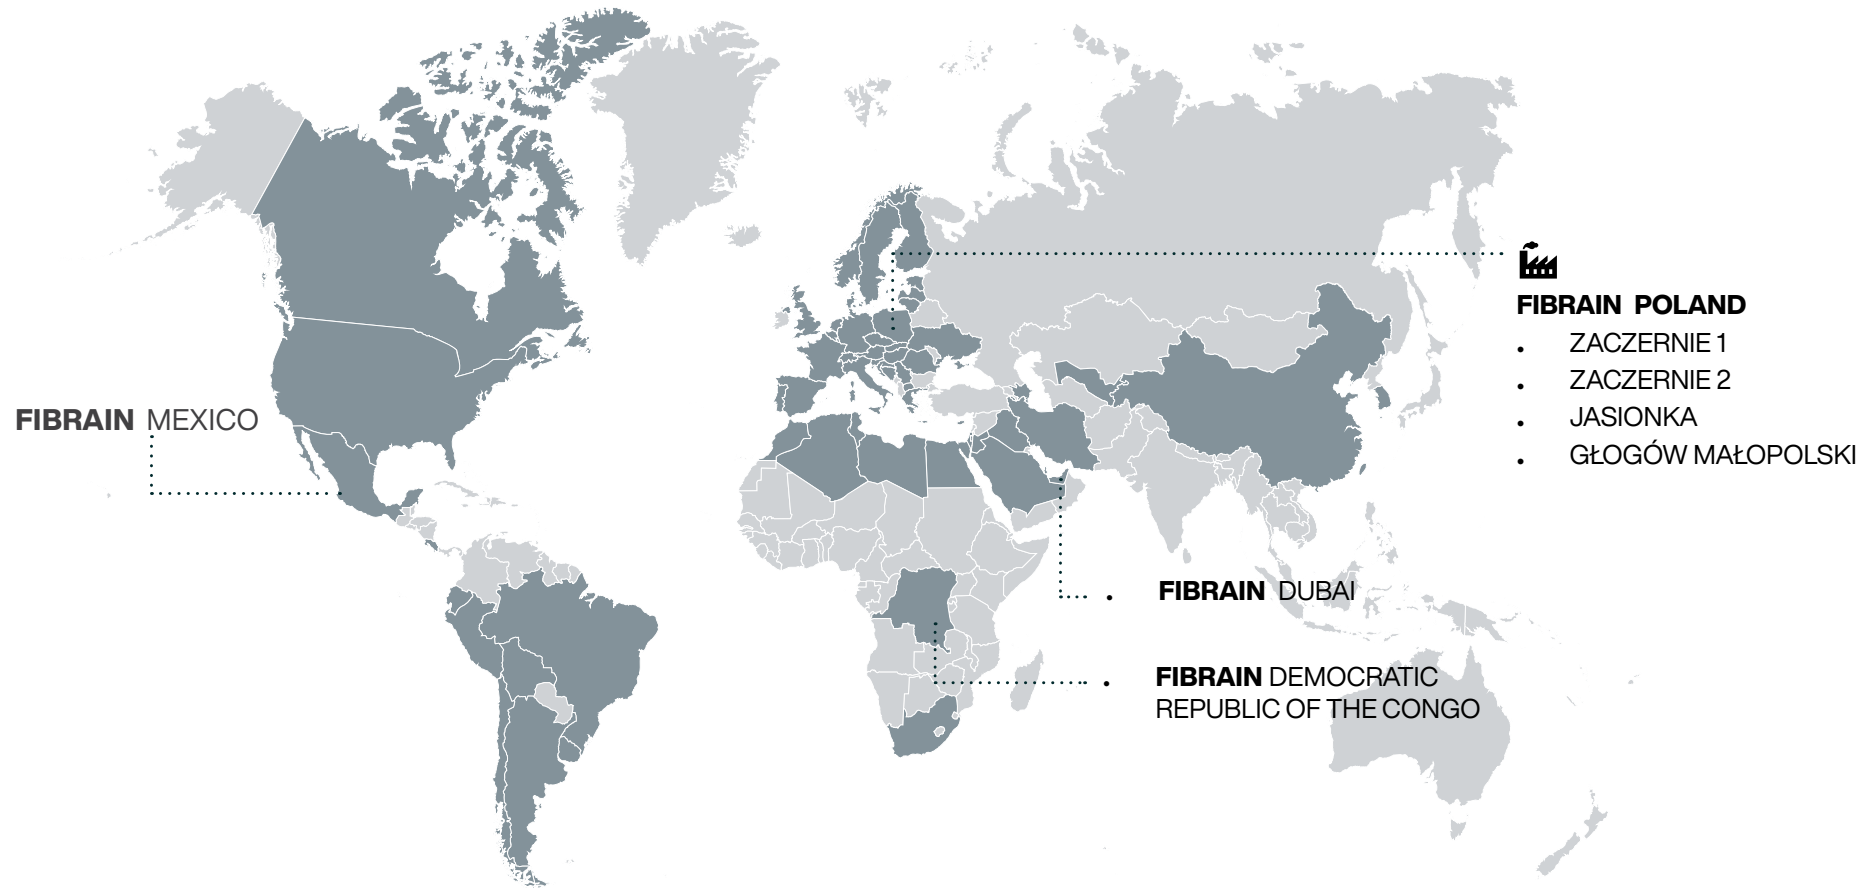 FIBRAIN POLAND
. ZACZERNIE 1
. ZACZERNIE 2
. JASIONKA
. GŁOGÓW MAŁOPOLSKI
FIBRAIN MEXICO
. FIBRAIN DUBAI
. FIBRAIN DEMOCRATIC
REPUBLIC OF THE CONGO